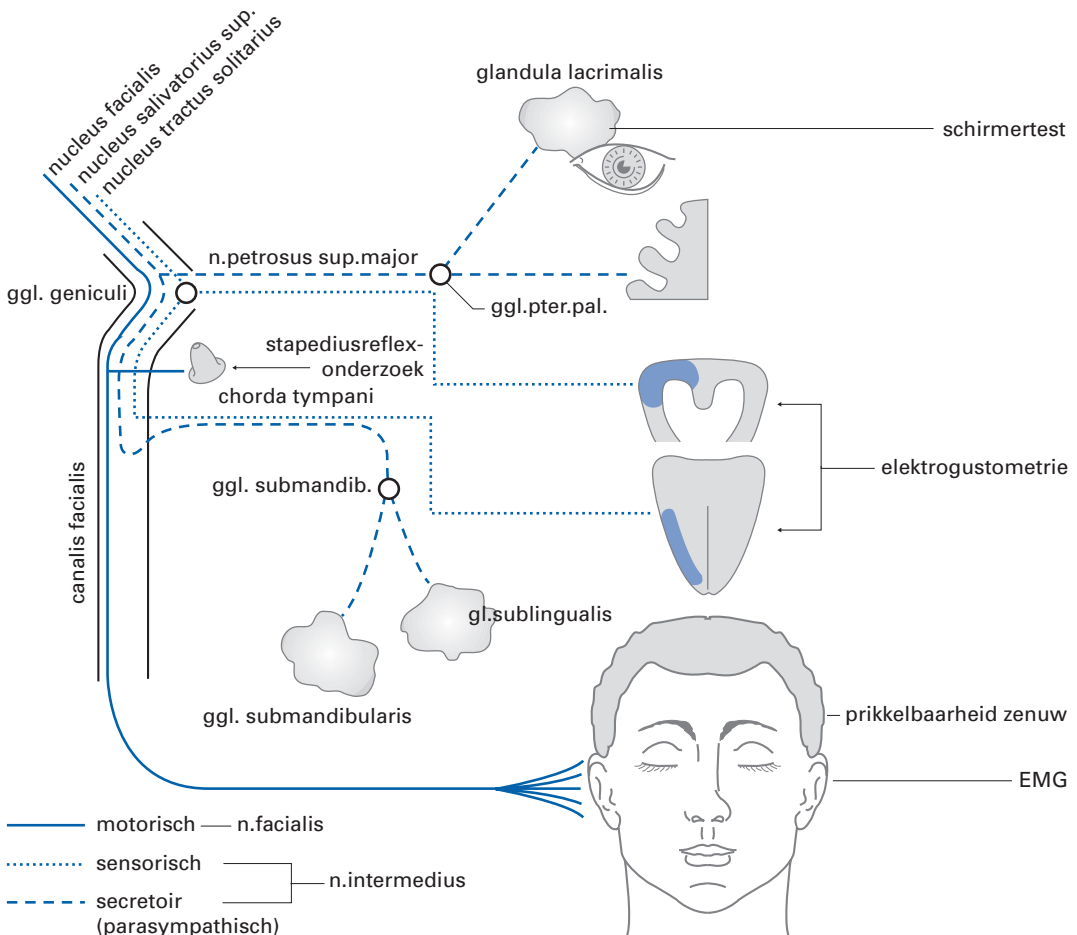 nucleus facialis
nucleus salivatorius sup.
nucleus tractus solitarius
glandula lacrimalis
schirmertest
n.petrosus sup.major
ggl. geniculi
ggl.pter.pal.
stapediusreflex-
onderzoek
chorda tympani
elektrogustometrie
ggl. submandib.
canalis facialis
gl.sublingualis
ggl. submandibularis
prikkelbaarheid zenuw
EMG
motorisch n.facialis
sensorisch
n.intermedius
secretoir
(parasympathisch)